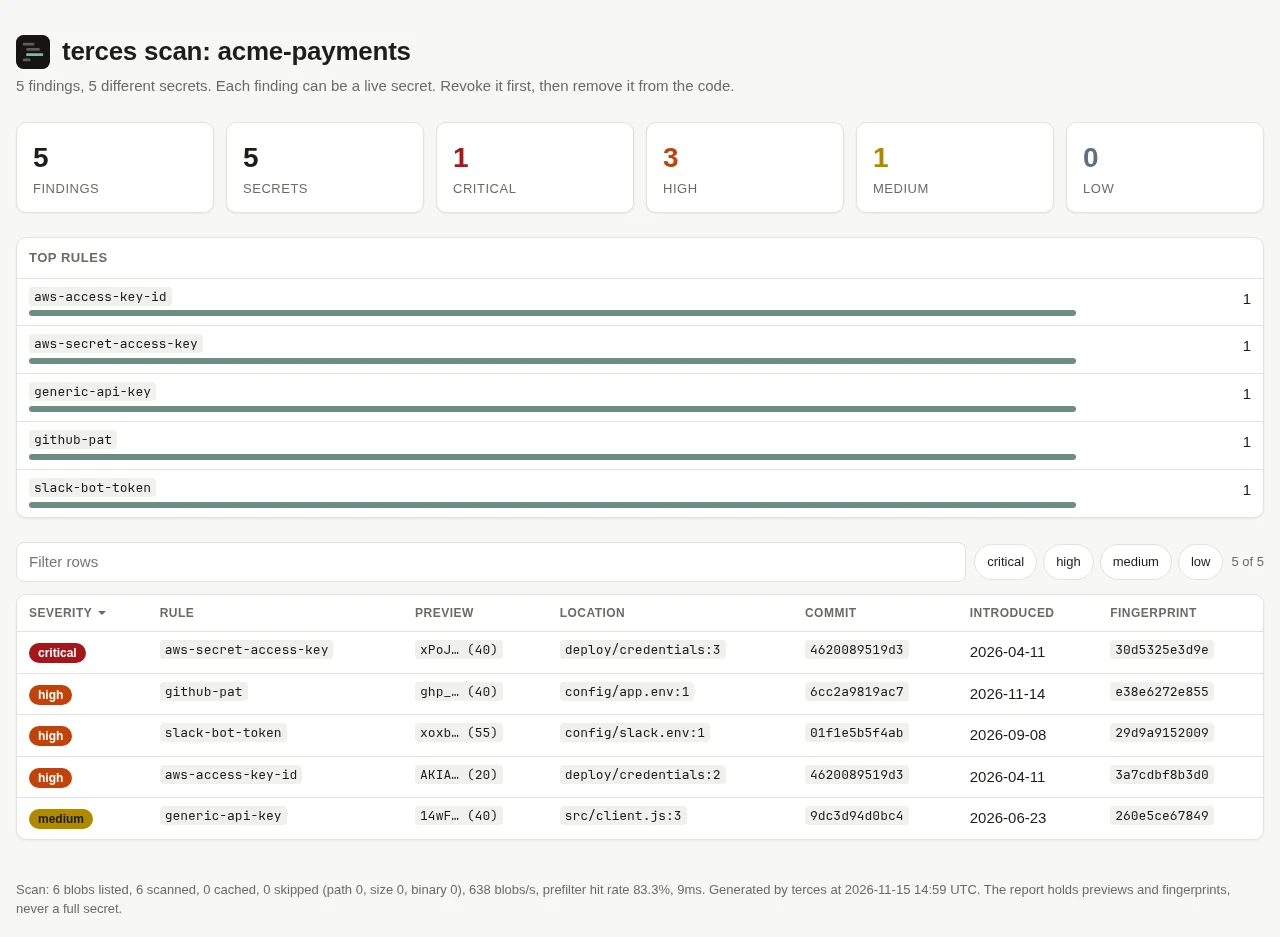 terces scan: acme-payments
5 findings, 5 different secrets. Each finding can be a live secret. Revoke it first, then remove it from the code.
5 5 1 3 1 0
FINDINGS SECRETS CRITICAL HIGH MEDIUM LOW
TOP RULES
aws-access-key-id 1
aws-secret-access-key 1
generic-api-key 1
github-pat 1
slack-bot-token 1
Filter rows critical high medium low 5 of 5
SEVERITY RULE PREVIEW LOCATION COMMIT INTRODUCED FINGERPRINT
critical aws-secret-access-key xPoJ… (40) deploy/credentials:3 4620089519d3 2026-04-11 30d5325e3d9e
high github-pat ghp_… (40) config/app.env:1 6cc2a9819ac7 2026-11-14 e38e6272e855
high slack-bot-token xoxb… (55) config/slack.env:1 01f1e5b5f4ab 2026-09-08 29d9a9152009
high aws-access-key-id AKIA… (20) deploy/credentials:2 4620089519d3 2026-04-11 3a7cdbf8b3d0
medium generic-api-key 14wF… (40) src/client.js:3 9dc3d94d0bc4 2026-06-23 260e5ce67849
Scan: 6 blobs listed, 6 scanned, 0 cached, 0 skipped (path 0, size 0, binary 0), 638 blobs/s, prefilter hit rate 83.3%, 9ms. Generated by terces at 2026-11-15 14:59 UTC. The report holds previews and fingerprints,
never a full secret.